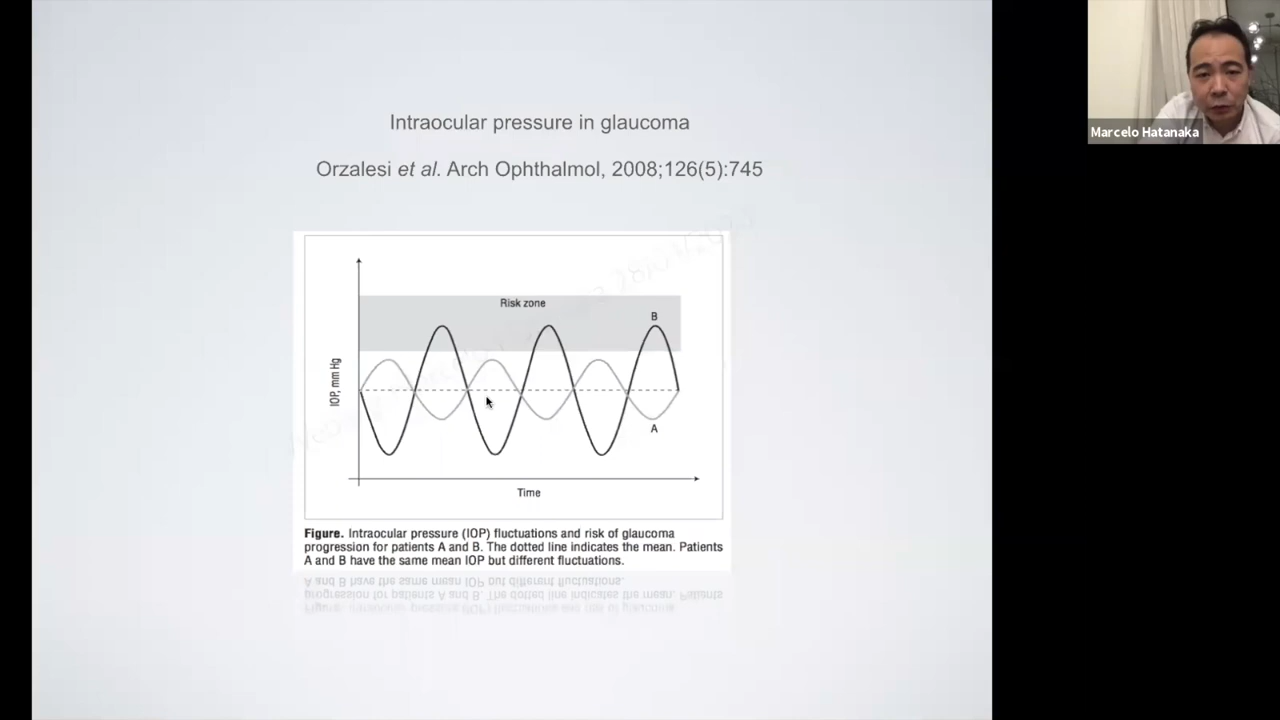 Intraocular pressure in glaucoma
Orzalesi et al. Arch Ophthalmol, 2008;126(5):745
Marcelo Hatanaka
Risk zone
B
IOP, mm Hg
A
Time
Figure. Intraocular pressure (IOP) fluctuations and risk of glaucoma
progression for patients A and B. The dotted line indicates the mean. Patients
A and B have the same mean IOP but different fluctuations.